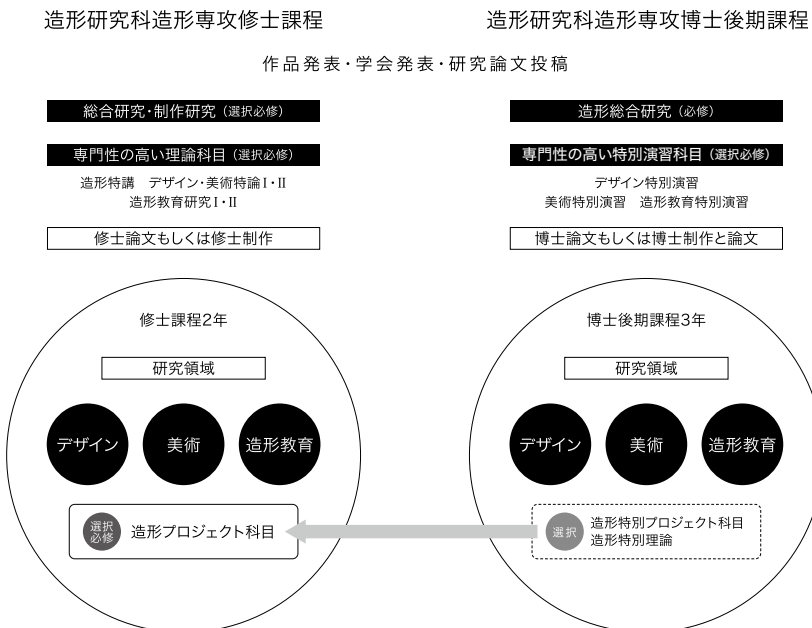 造形研究科造形専攻修士課程
造形研究科造形専攻博士後期課程
作品発表・学会発表・研究論文投稿
総合研究・制作研究（選択必修）
専門性の高い理論科目（選択必修）
造形特講　デザイン・美術特論Ⅰ・Ⅱ
造形教育研究Ⅰ・Ⅱ
修士論文もしくは修士制作
修士課程2年
研究領域
デザイン
美術
造形教育
選択
必修
造形プロジェクト科目
造形総合研究（必修）
専門性の高い特別演習科目（選択必修）
デザイン特別演習
美術特別演習　造形教育特別演習
博士論文もしくは博士制作と論文
博士後期課程3年
研究領域
デザイン
美術
造形教育
選択
造形特別プロジェクト科目
造形特別理論